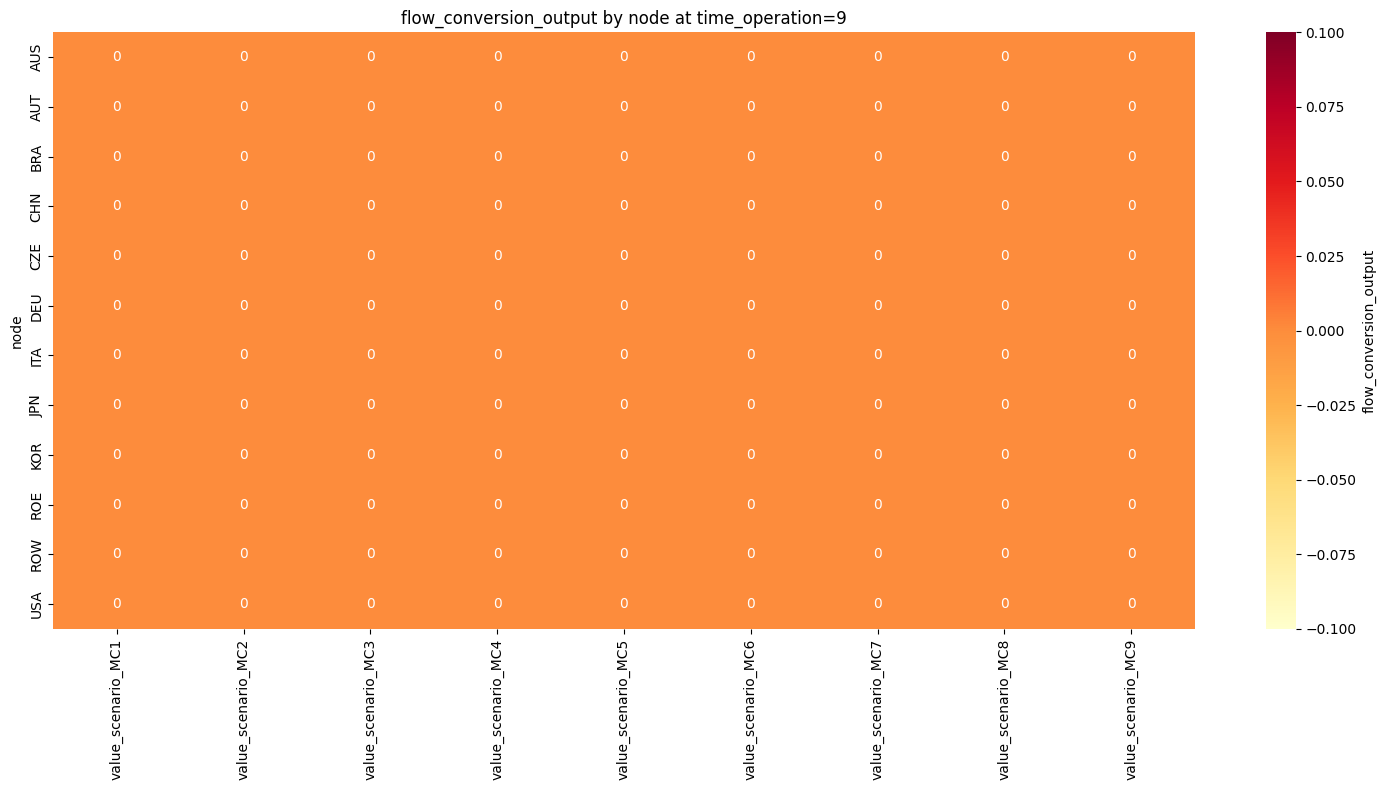 flow_conversion_output by node at time_operation=9
node
AUS 0 0 0 0 0 0 0 0 0
AUT 0 0 0 0 0 0 0 0 0
BRA 0 0 0 0 0 0 0 0 0
CHN 0 0 0 0 0 0 0 0 0
CZE 0 0 0 0 0 0 0 0 0
DEU 0 0 0 0 0 0 0 0 0
ITA 0 0 0 0 0 0 0 0 0
JPN 0 0 0 0 0 0 0 0 0
KOR 0 0 0 0 0 0 0 0 0
ROE 0 0 0 0 0 0 0 0 0
ROW 0 0 0 0 0 0 0 0 0
USA 0 0 0 0 0 0 0 0 0
value_scenario_MC1
value_scenario_MC2
value_scenario_MC3
value_scenario_MC4
value_scenario_MC5
value_scenario_MC6
value_scenario_MC7
value_scenario_MC8
value_scenario_MC9
0.100
0.075
0.050
0.025
0.000
−0.025
−0.050
−0.075
−0.100
flow_conversion_output